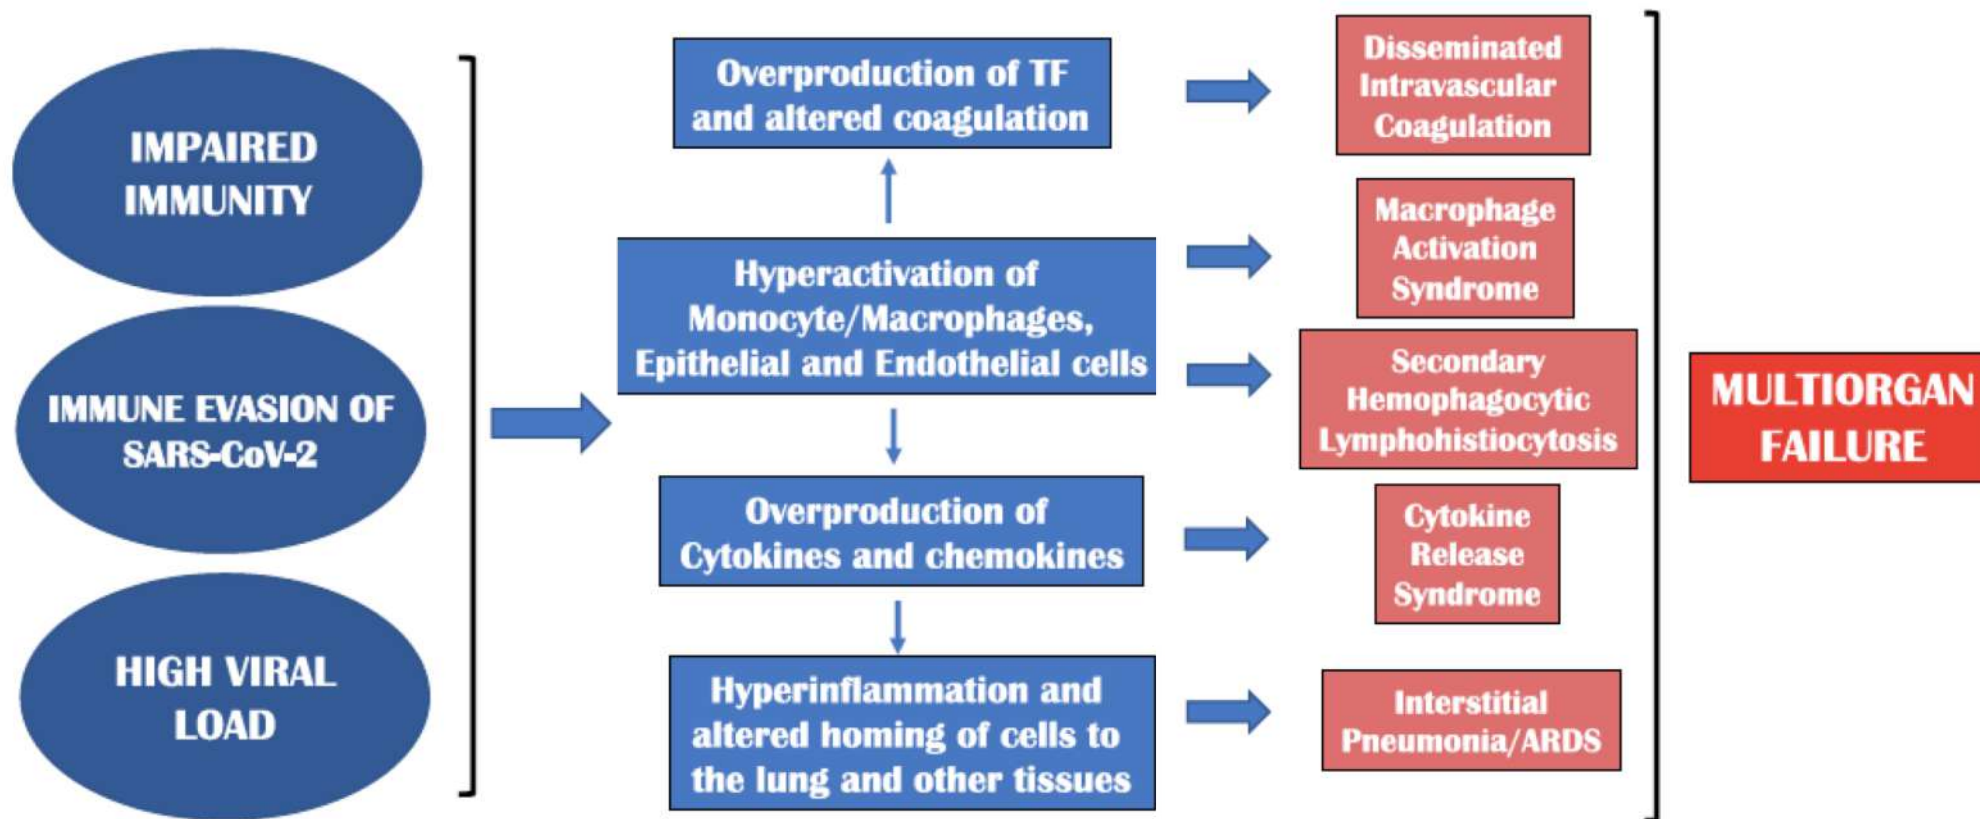 IMPAIRED
IMMUNITY
IMMUNE EVASION OF
SARS-CoV-2
HIGH VIRAL
LOAD
Overproduction of TF
and altered coagulation
Hyperactivation of
Monocyte/Macrophages,
Epithelial and Endothelial cells
Overproduction of
Cytokines and chemokines
Hyperinflammation and
altered homing of cells to
the lung and other tissues
Disseminated
Intravascular
Coagulation
Macrophage
Activation
Syndrome
Secondary
Hemophagocytic
Lymphohistiocytosis
Cytokine
Release
Syndrome
Interstitial
Pneumonia/ARDS
MULTIORGAN
FAILURE